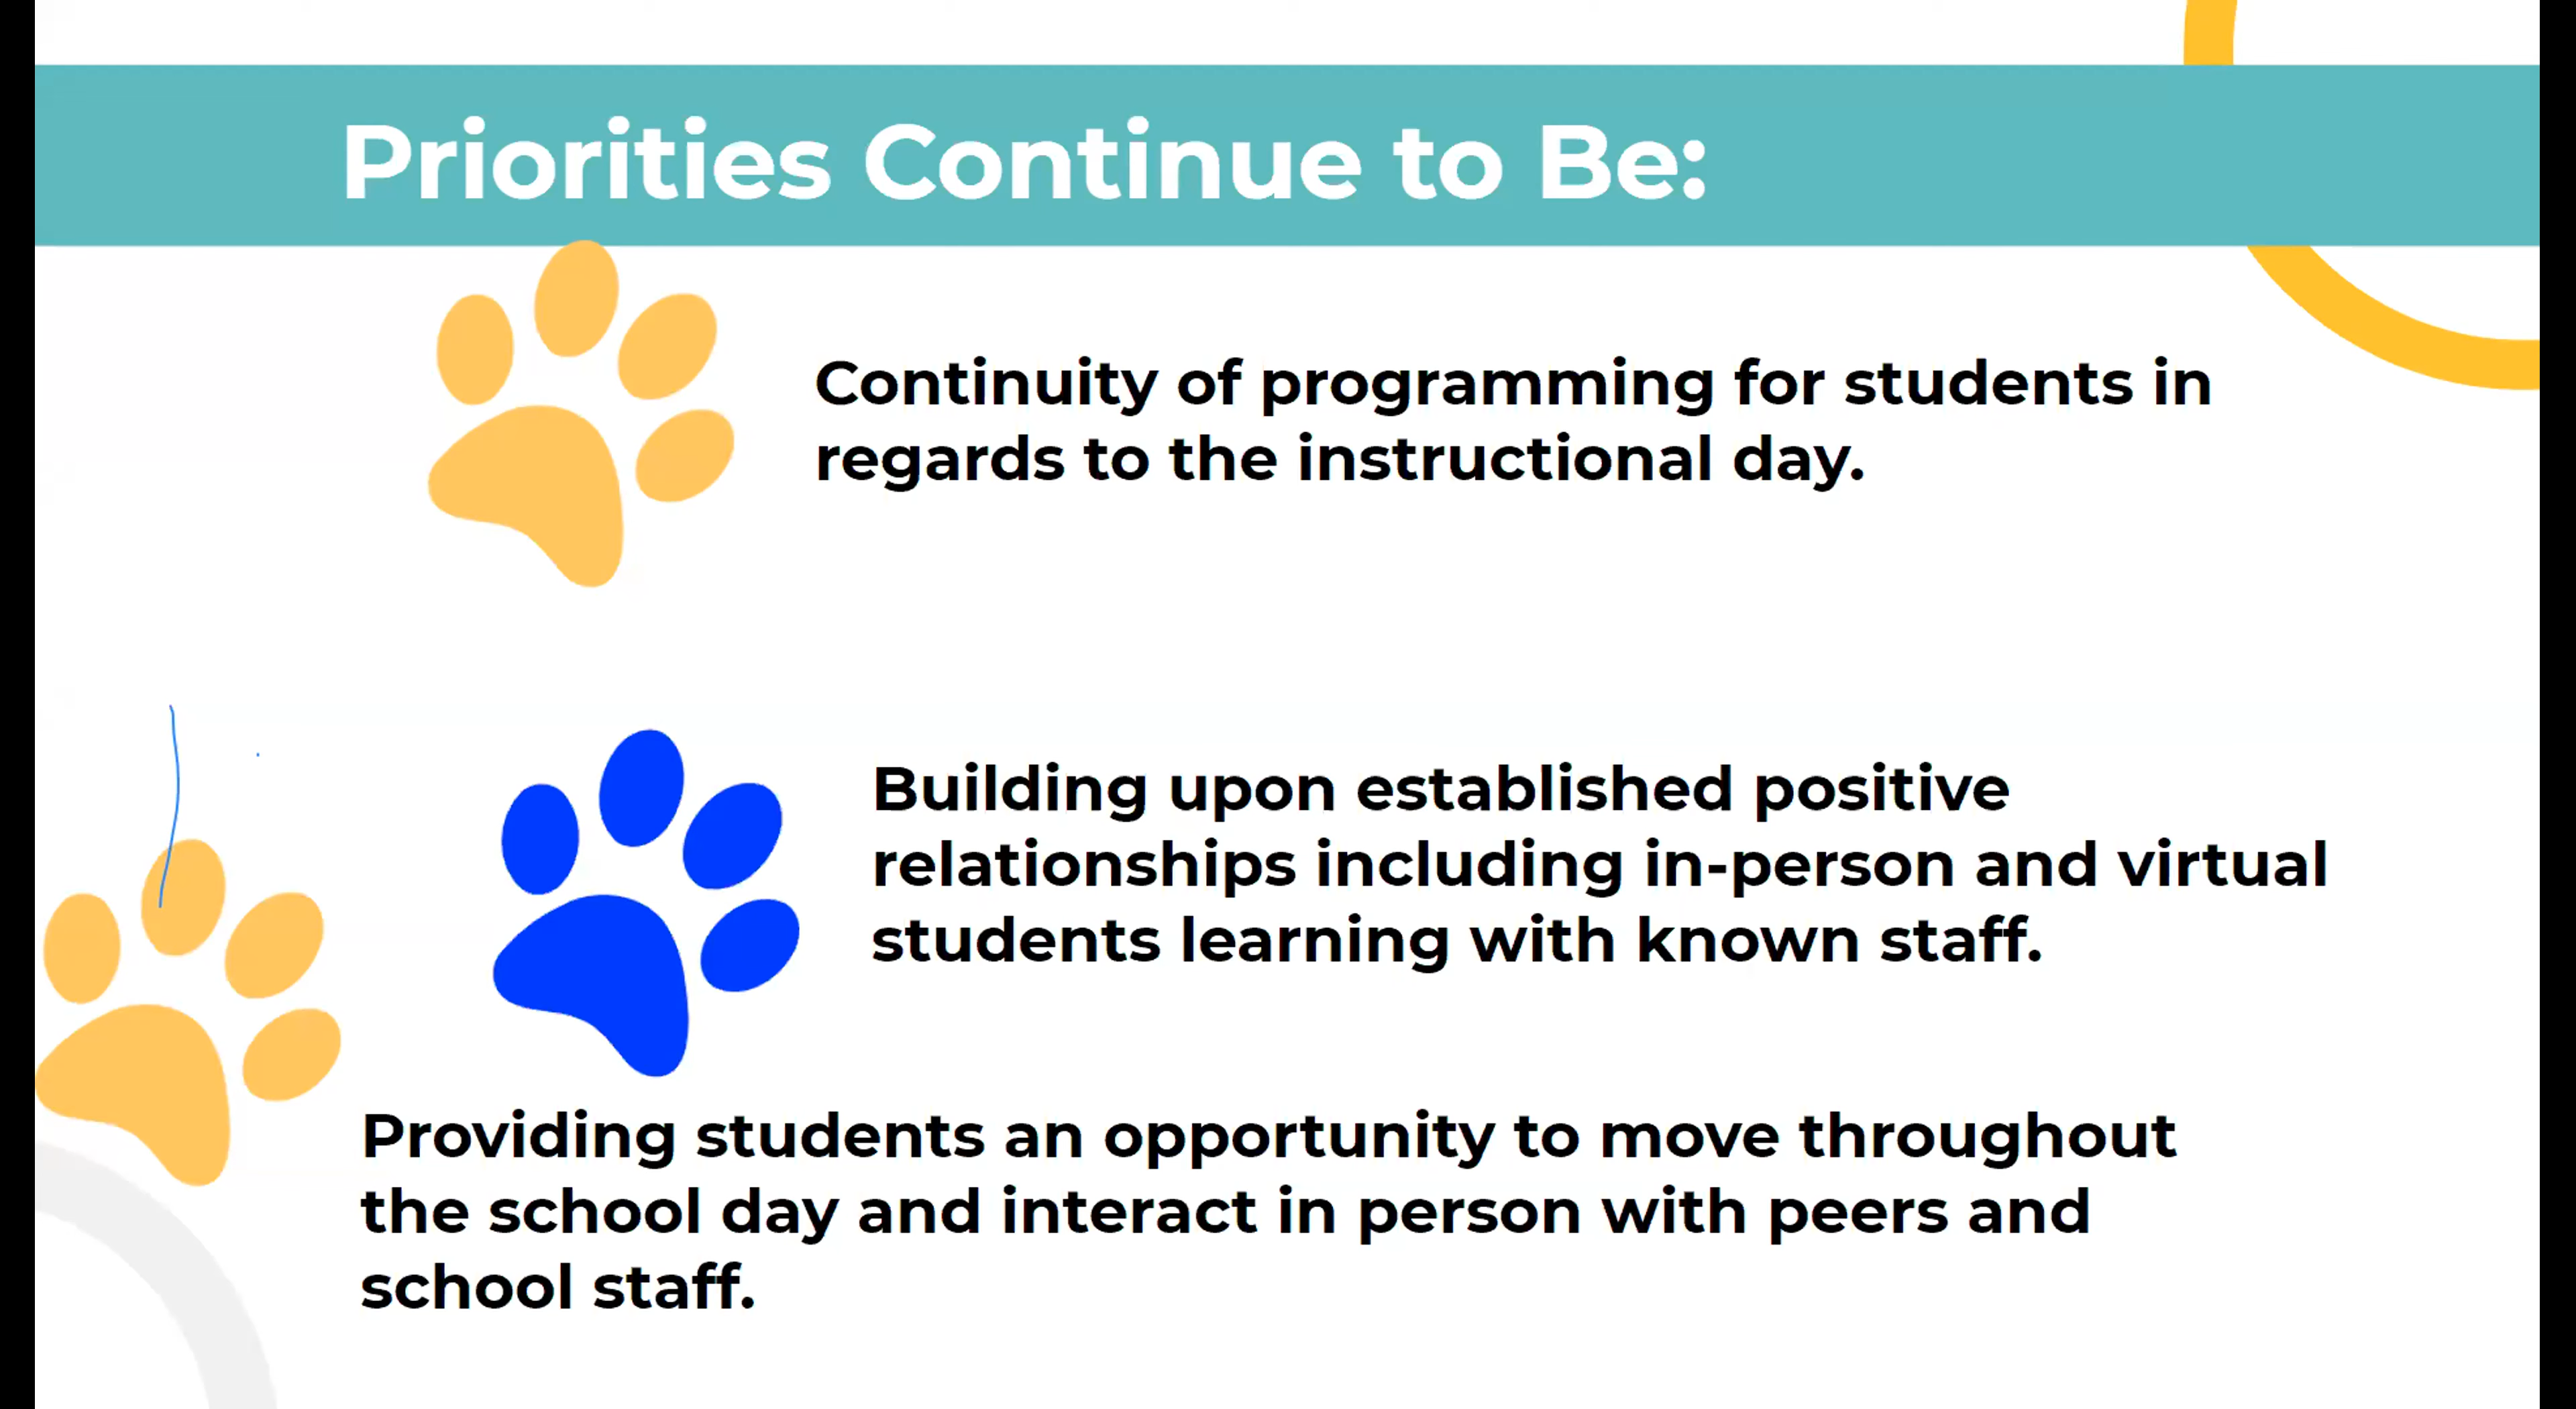 Priorities Continue to Be:
Continuity of programming for students in
regards to the instructional day.
Building upon established positive
relationships including in-person and virtual
students learning with known staff.
Providing students an opportunity to move throughout
the school day and interact in person with peers and
school staff.